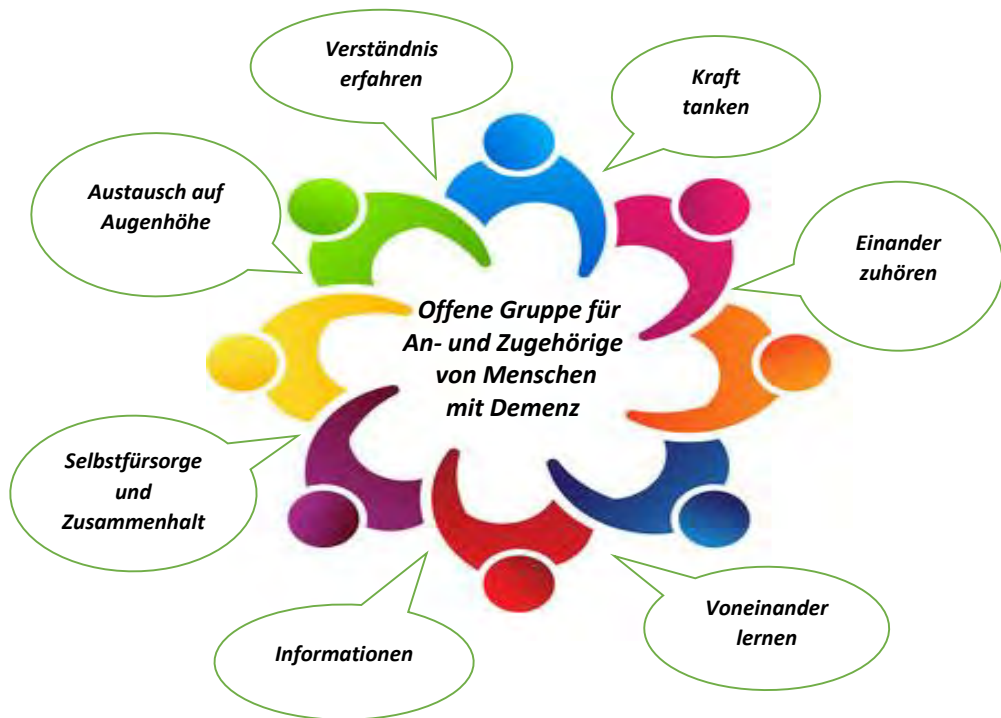 Verständnis
erfahren
Kraft
tanken
Austausch auf
Augenhöhe
Einander
zuhören
Offene Gruppe für
An- und Zugehörige
von Menschen
mit Demenz
Selbstfürsorge
und
Zusammenhalt
Voneinander
lernen
Informationen